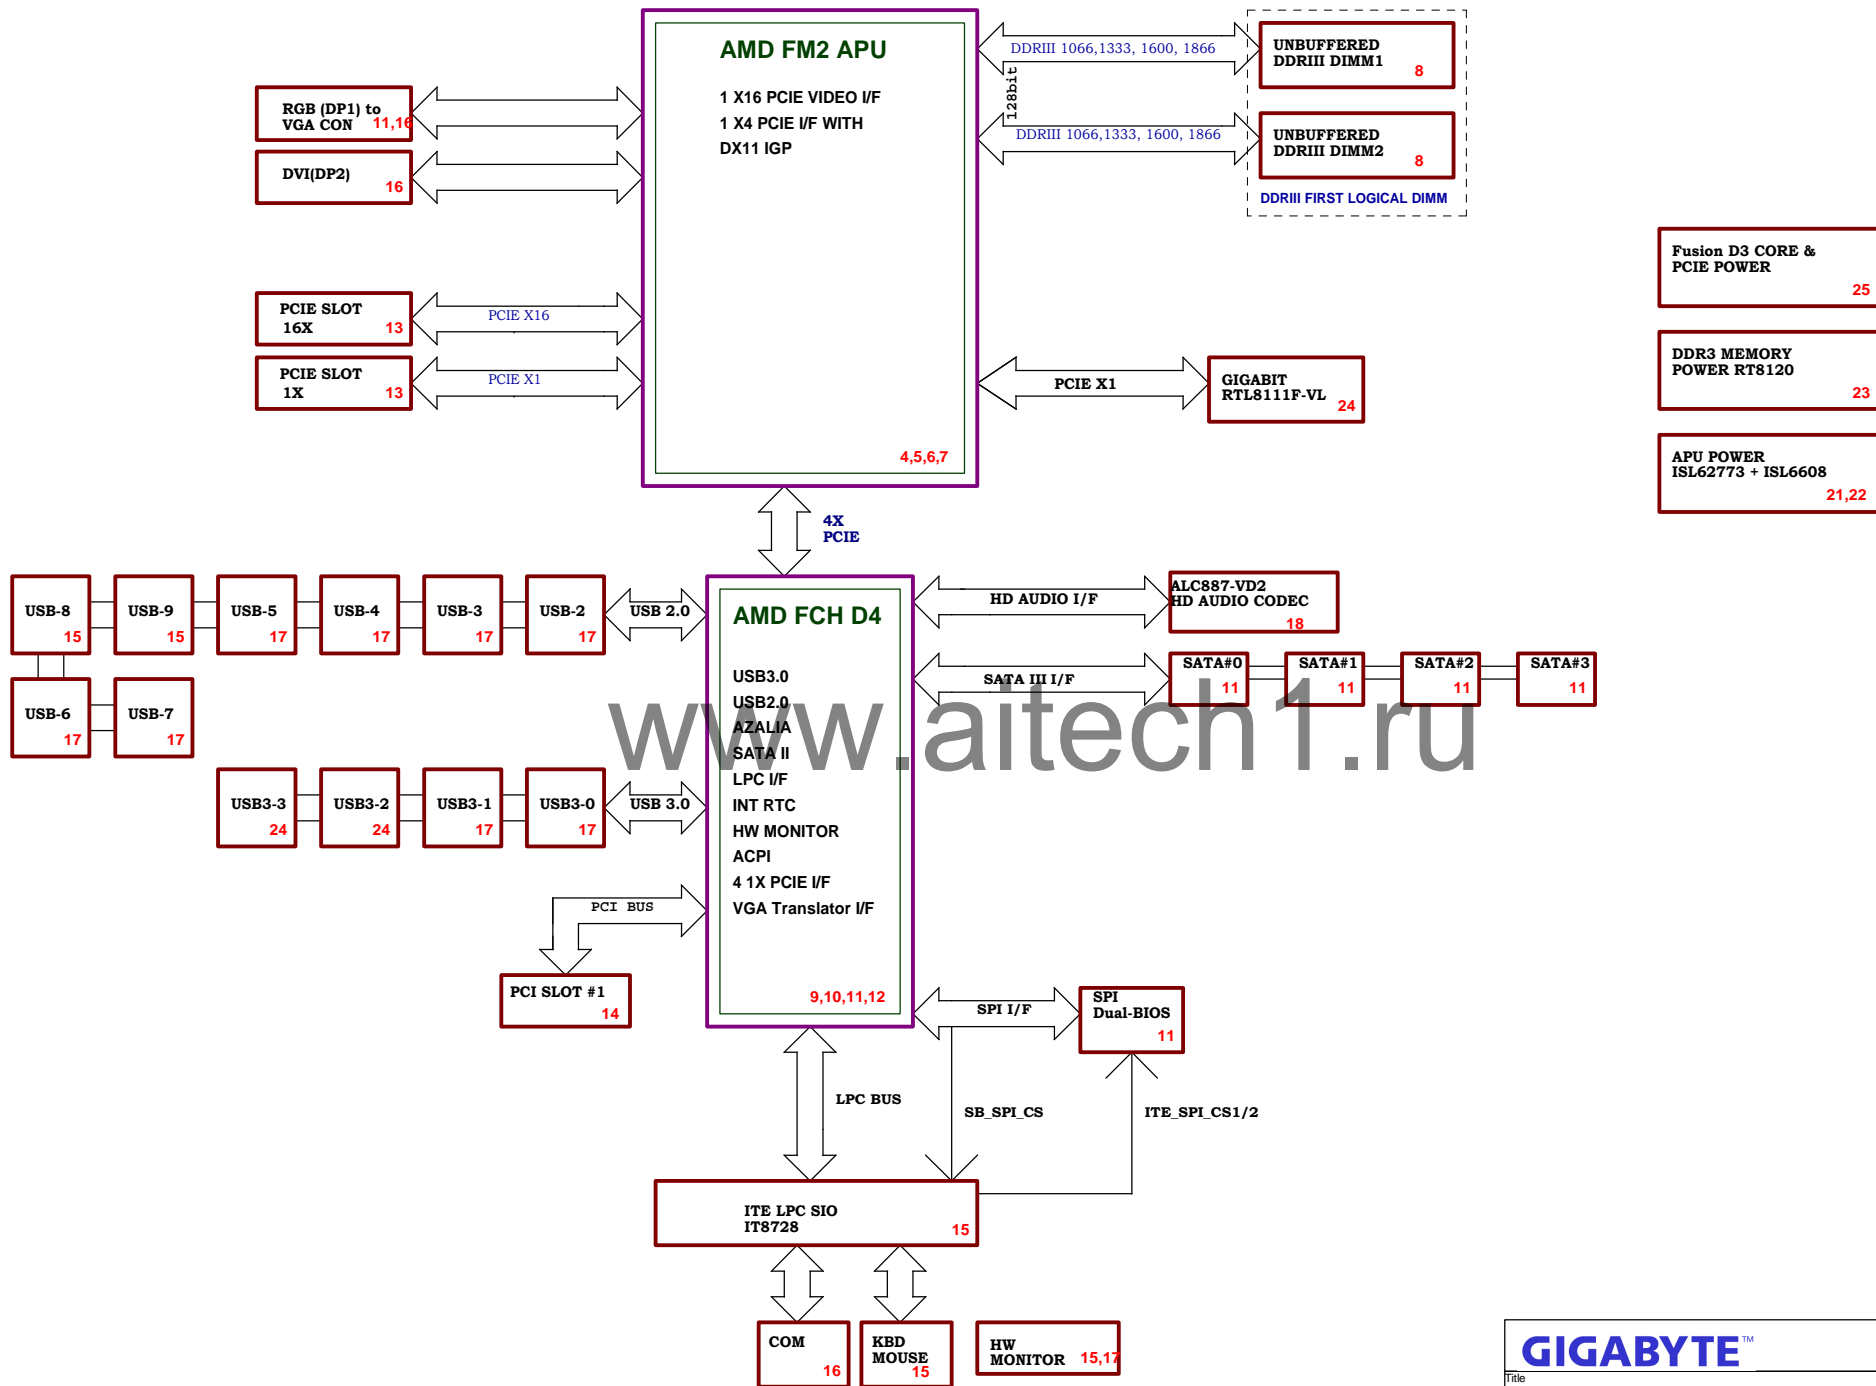 AMD FM2 APU
1 X16 PCIE VIDEO I/F
1 X4 PCIE I/F WITH
DX11 IGP
4,5,6,7
DDRIII 1066,1333, 1600, 1866
128bit
DDRIII 1066,1333, 1600, 1866
UNBUFFERED
DDRIII DIMM1
8
UNBUFFERED
DDRIII DIMM2
8
DDRIII FIRST LOGICAL DIMM
RGB (DP1) to
VGA CON 11,16
DVI(DP2)
16
PCIE SLOT
16X
13
PCIE X16
PCIE SLOT
1X
13
PCIE X1
PCIE X1
GIGABIT
RTL8111F-VL
24
Fusion D3 CORE &
PCIE POWER
25
DDR3 MEMORY
POWER RT8120
23
APU POWER
ISL62773 + ISL6608
21,22
4X
PCIE
USB-8
15
USB-9
15
USB-5
17
USB-4
17
USB-3
17
USB-2
17
USB 2.0
USB-6
17
USB-7
17
USB3-3
24
USB3-2
24
USB3-1
17
USB3-0
17
USB 3.0
AMD FCH D4
USB3.0
USB2.0
AZALIA
SATA II
LPC I/F
INT RTC
HW MONITOR
ACPI
4 1X PCIE I/F
VGA Translator I/F
9,10,11,12
HD AUDIO I/F
ALC887-VD2
HD AUDIO CODEC
18
SATA III I/F
SATA#0
11
SATA#1
11
SATA#2
11
SATA#3
11
www.aitech1.ru
PCI BUS
PCI SLOT #1
14
SPI I/F
SPI
Dual-BIOS
11
LPC BUS
SB_SPI_CS
ITE_SPI_CS1/2
ITE LPC SIO
IT8728
15
COM
16
KBD
MOUSE
15
HW
MONITOR 15,17
GIGABYTE™
Title